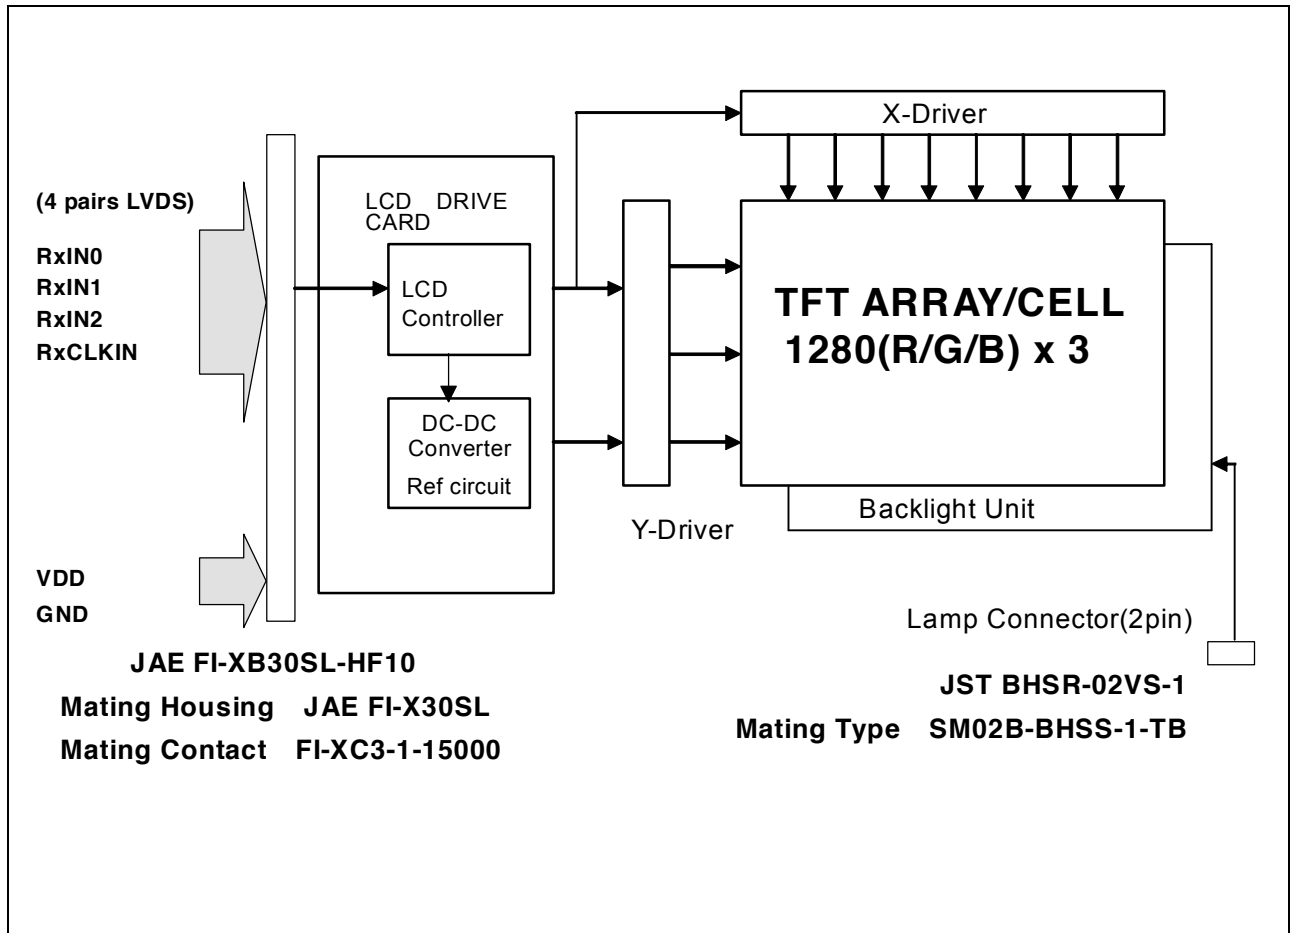 X-Driver
(4 pairs LVDS)
RxIN0
RxIN1
RxIN2
RxCLKIN
LCD DRIVE
CARD
LCD
Controller
DC-DC
Converter
Ref circuit
TFT ARRAY/CELL
1280(R/G/B) x 3
Backlight Unit
Y-Driver
VDD
GND
Lamp Connector(2pin)
JAE FI-XB30SL-HF10
Mating Housing JAE FI-X30SL
Mating Contact FI-XC3-1-15000
JST BHSR-02VS-1
Mating Type SM02B-BHSS-1-TB